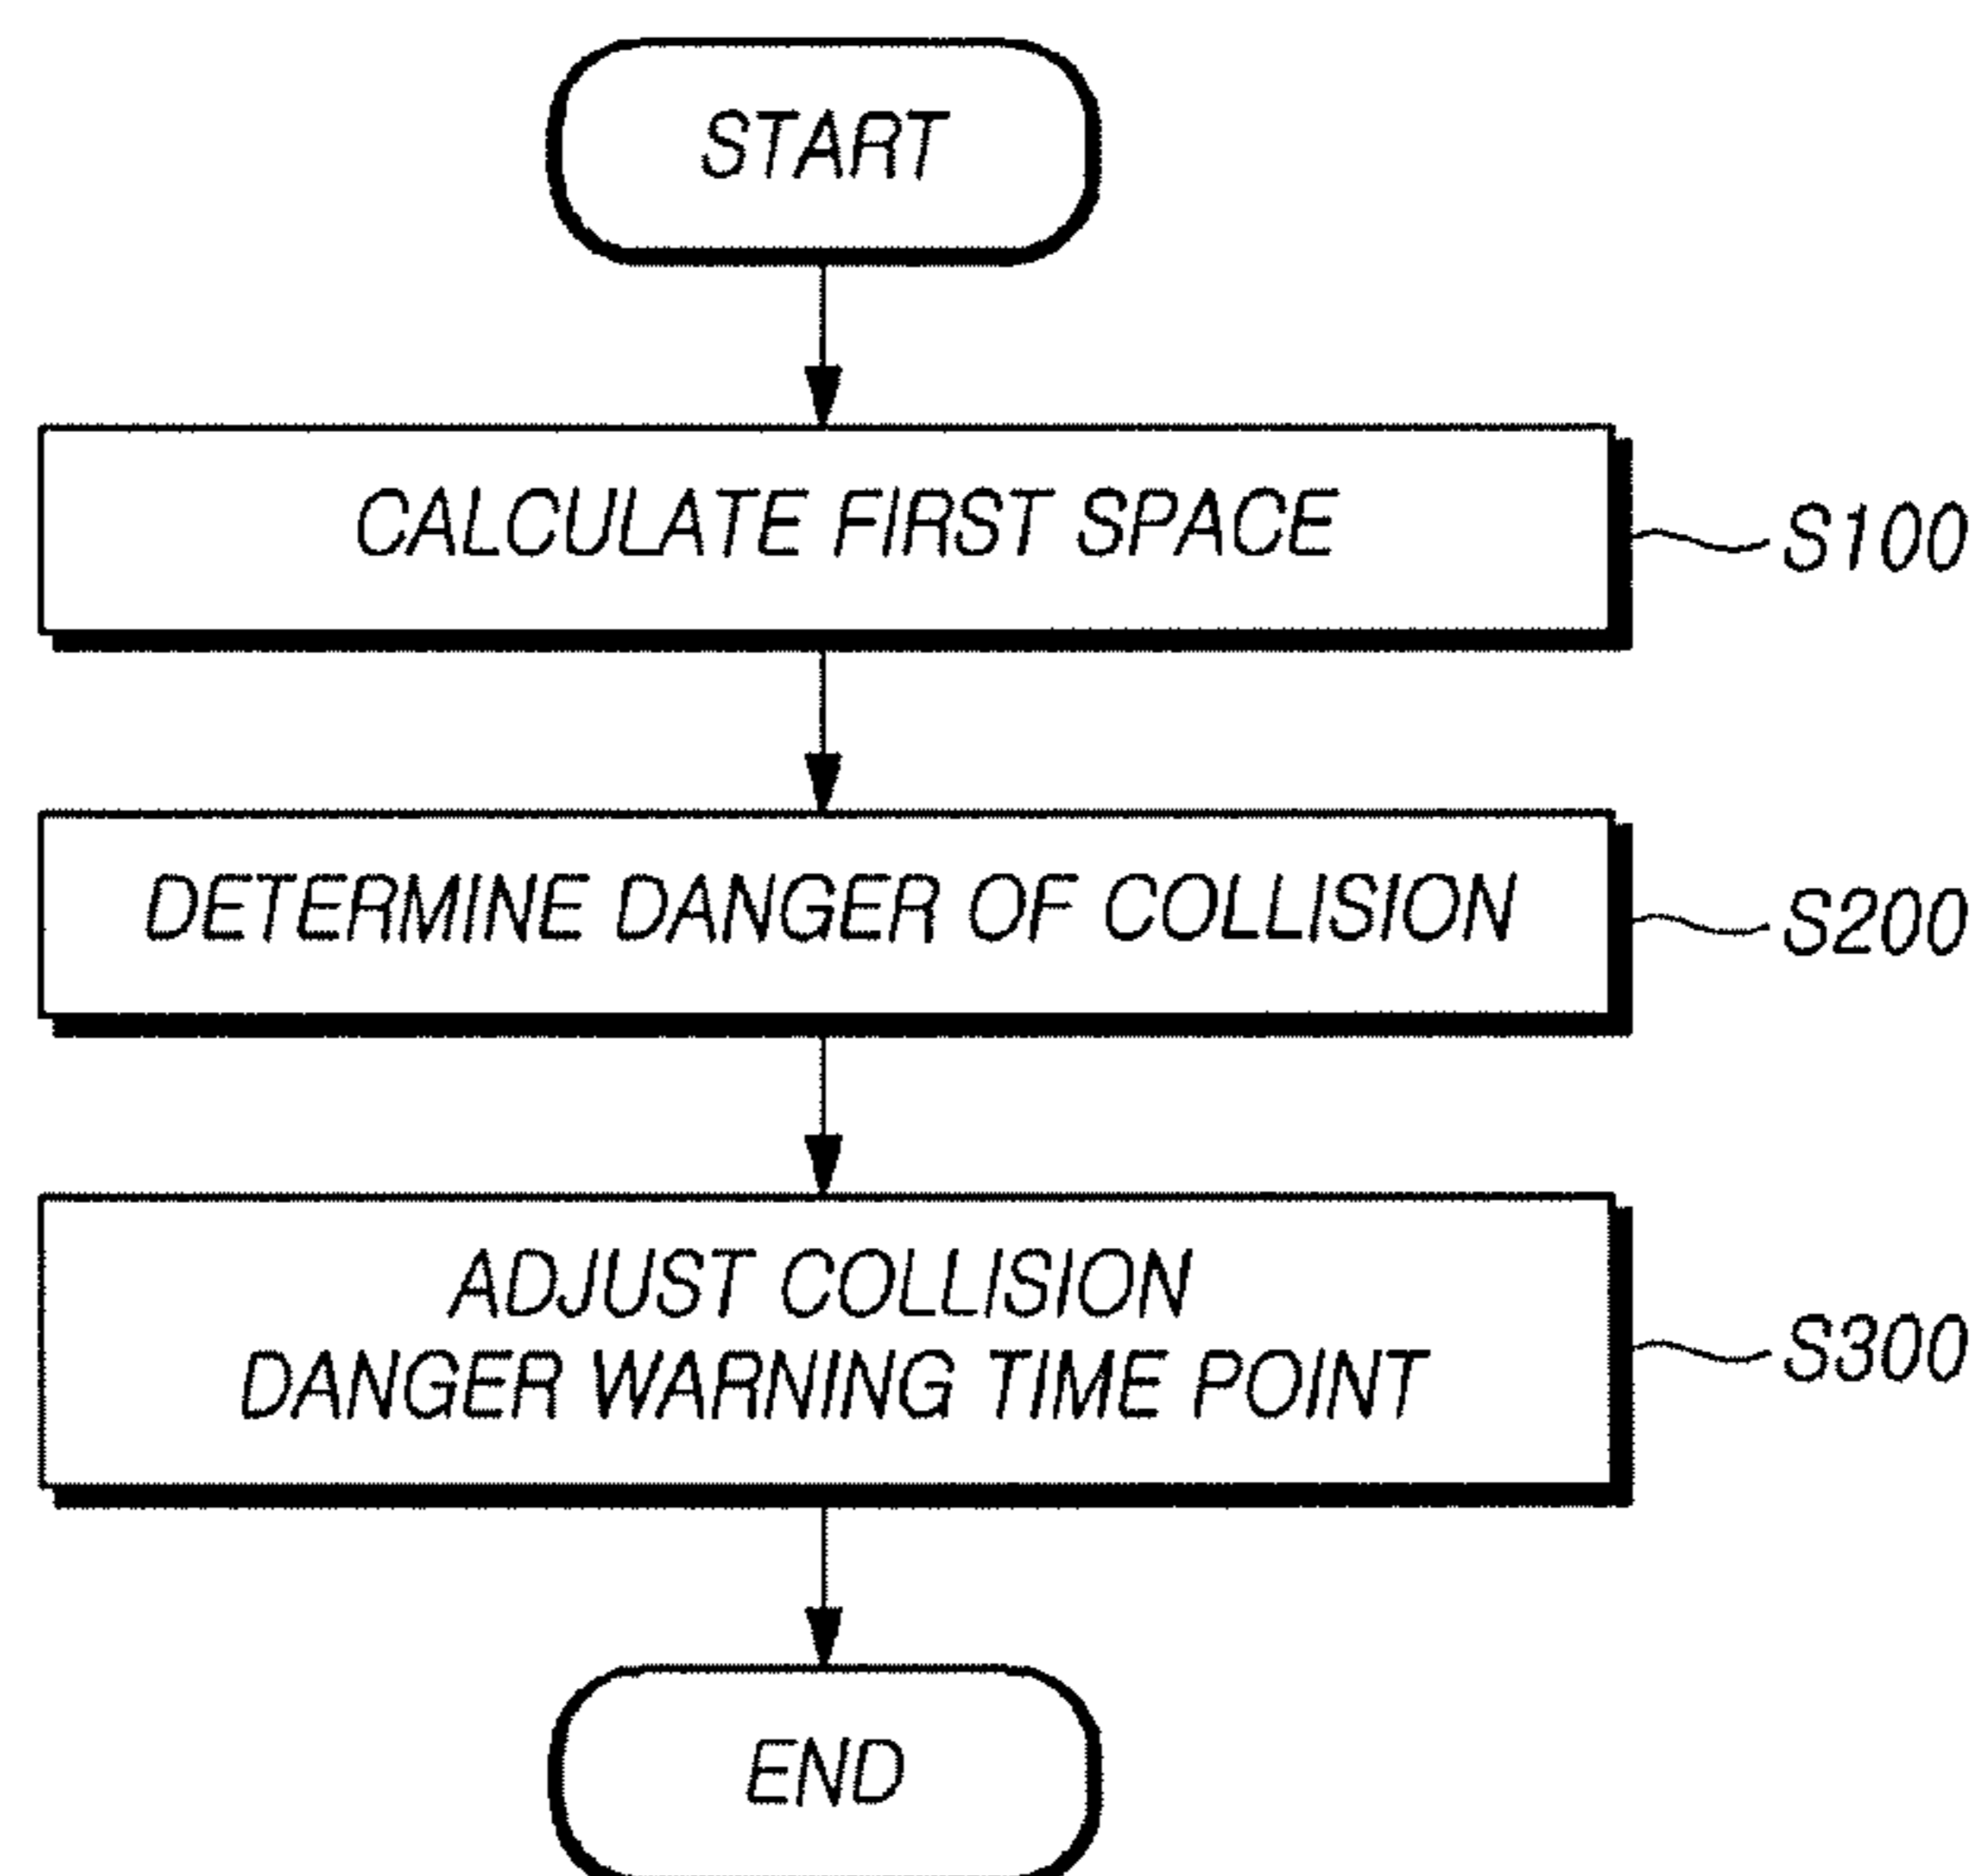 START
CALCULATE FIRST SPACE
S100
DETERMINE DANGER OF COLLISION
S200
ADJUST COLLISION
DANGER WARNING TIME POINT
S300
END